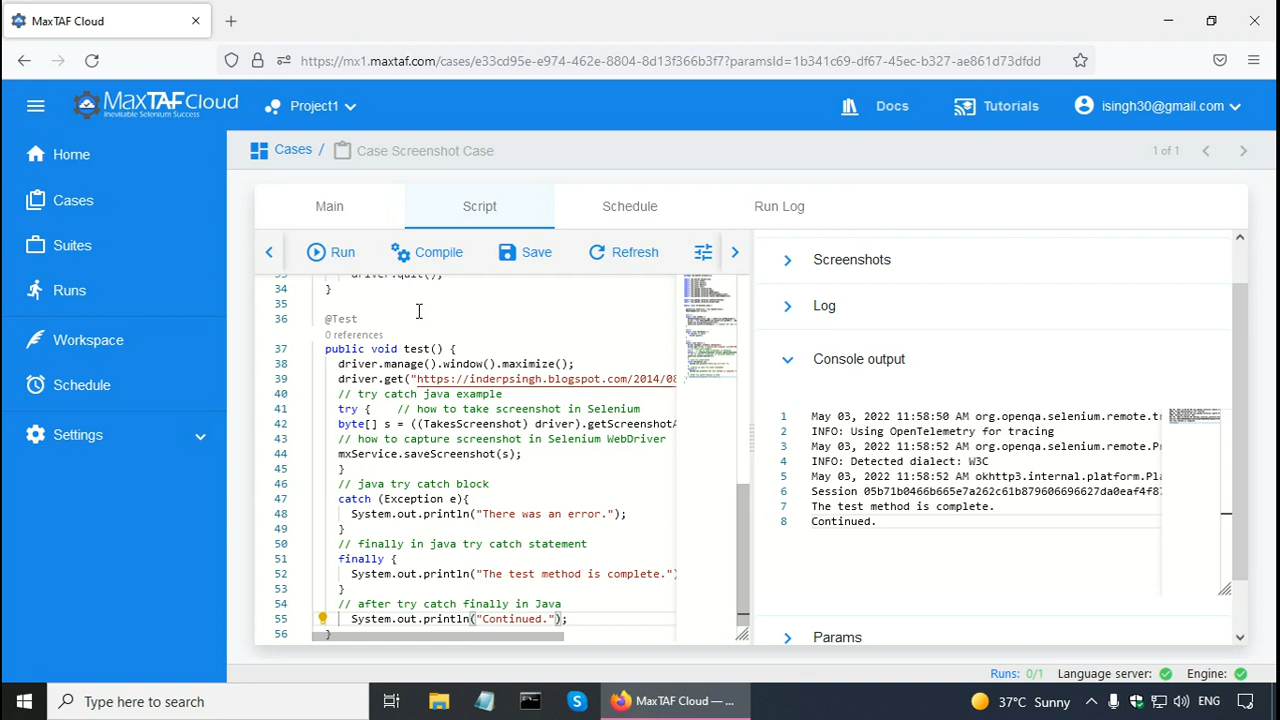 MaxTAF Cloud
https://mx1.maxtaf.com/cases/e33cd95e-e974-462e-8804-8d13f366b3f7?paramsId=1b341c69-df67-45ec-b327-ae861d73dfdd
MaxTAFCloud
Inevitable Selenium Success
Project1
Docs
Tutorials
isingh30@gmail.com
Home
Cases
Suites
Runs
Workspace
Schedule
Settings
Cases / Case Screenshot Case
1 of 1
Main
Script
Schedule
Run Log
Run
Compile
Save
Refresh
driver.quit();
34 }
35
36 @Test
0 references
37 public void test() {
38 driver.manage().window().maximize();
39 driver.get("https://inderpsingh.blogspot.com/2014/08
40 // try catch java example
41 try { // how to take screenshot in Selenium
42 byte[] s = ((TakesScreenshot) driver).getScreenshotA
43 // how to capture screenshot in Selenium WebDriver
44 mxService.saveScreenshot(s);
45 }
46 // java try catch block
47 catch (Exception e){
48 System.out.println("There was an error.");
49 }
50 // finally in java try catch statement
51 finally {
52 System.out.println("The test method is complete.")
53 }
54 // after try catch finally in Java
55 System.out.println("Continued.");
56 }
Screenshots
Log
Console output
1 May 03, 2022 11:58:50 AM org.openqa.selenium.remote.tr
2 INFO: Using OpenTelemetry for tracing
3 May 03, 2022 11:58:52 AM org.openqa.selenium.remote.Pr
4 INFO: Detected dialect: W3C
5 May 03, 2022 11:58:52 AM okhttp3.internal.platform.Pla
6 Session 05b71b0466b665e7a262c61b879606696627da0eaf4f87
7 The test method is complete.
8 Continued.
Params
Runs: 0/1
Language server:
Engine:
Type here to search
MaxTAF Cloud — ...
37°C Sunny
ENG